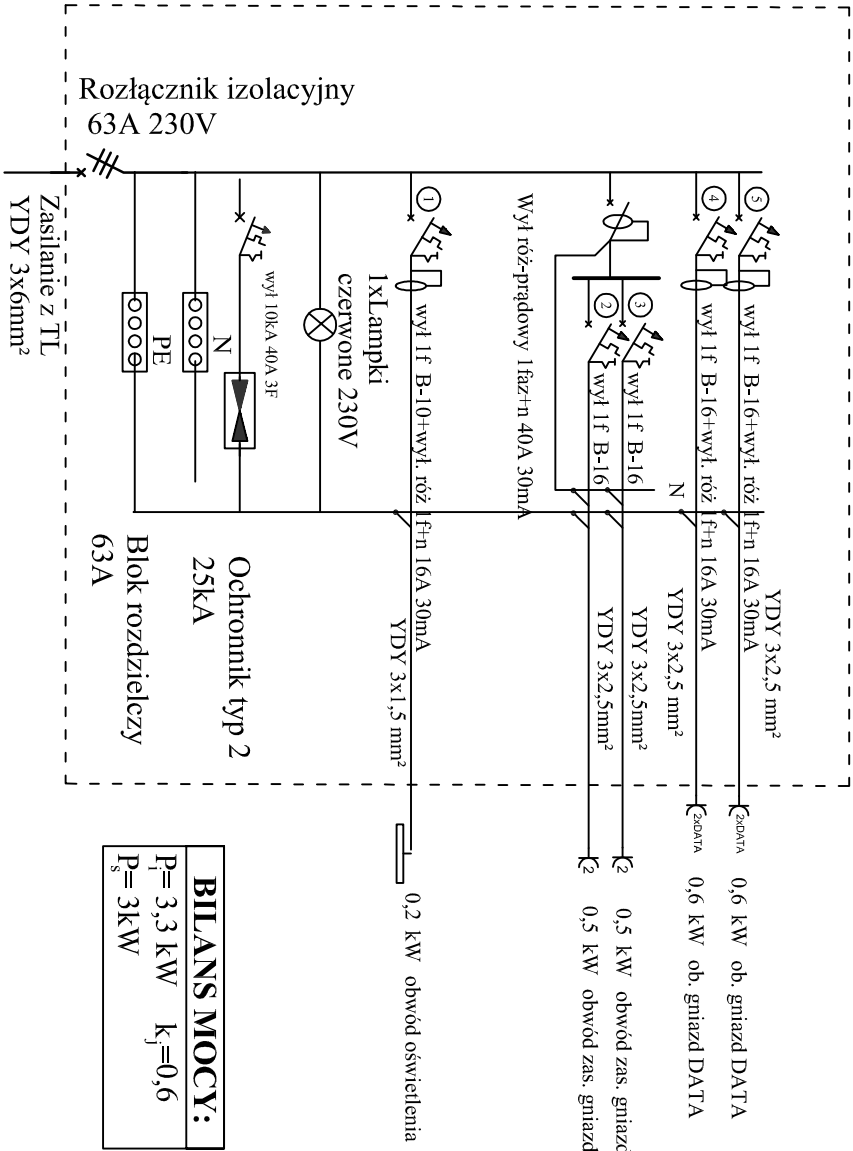 Rozłącznik izolacyjny
63A 230V
Zasilanie z TL
YDY 3x6mm²
PE
N
wył 10kA 40A 3F
1xLampki
czerwone 230V
Ochronnik typ 2
25kA
Blok rozdzielczy
63A
1
wył 1f B-10+wył. róż 1f+n 16A 30mA
YDY 3x1,5 mm²
0,2 kW obwód oświetlenia
Wył róż-prądowy 1faz+n 40A 30mA
2
wył 1f B-16
YDY 3x2,5mm²
2
0,5 kW obwód zas. gniazd
3
wył 1f B-16
YDY 3x2,5mm²
2
0,5 kW obwód zas. gniazd
N
4
wył 1f B-16+wył. róż 1f+n 16A 30mA
YDY 3x2,5 mm²
2xDATA
0,6 kW ob. gniazd DATA
5
wył 1f B-16+wył. róż 1f+n 16A 30mA
YDY 3x2,5 mm²
2xDATA
0,6 kW ob. gniazd DATA
BILANS MOCY:
Pi= 3,3 kW kj=0,6
Ps= 3kW